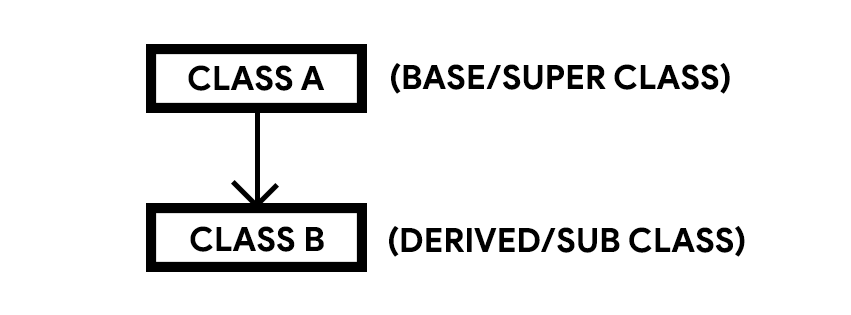 CLASS A (BASE/SUPER CLASS)
CLASS B (DERIVED/SUB CLASS)